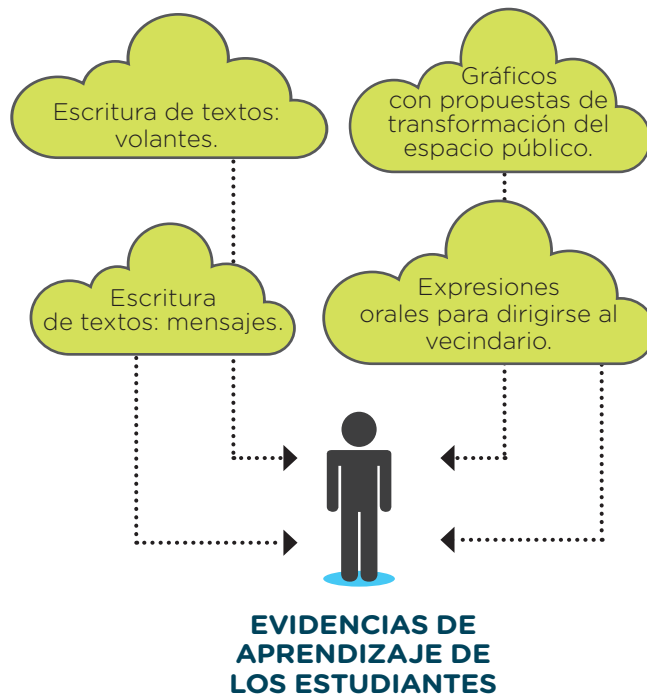 Escritura de textos:
volantes.
Gráficos
con propuestas de
transformación del
espacio público.
Escritura
de textos: mensajes.
Expresiones
orales para dirigirse al
vecindario.
EVIDENCIAS DE
APRENDIZAJE DE
LOS ESTUDIANTES